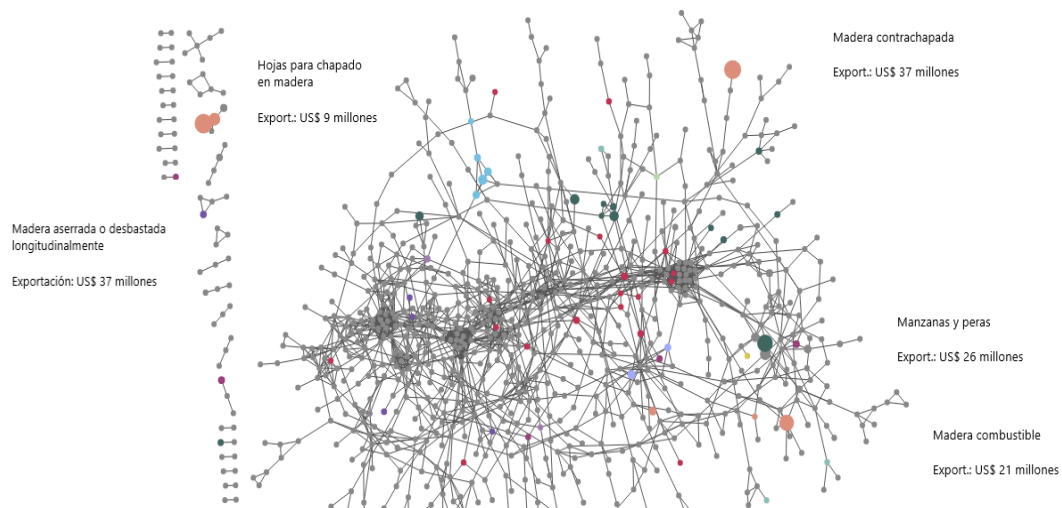 Madera contrachapada
Export.: US$ 37 millones
Hojas para chapado
en madera
Export.: US$ 9 millones
Madera aserrada o desbastada
longitudinalmente
Exportación: US$ 37 millones
Manzanas y peras
Export.: US$ 26 millones
Madera combustible
Export.: US$ 21 millones